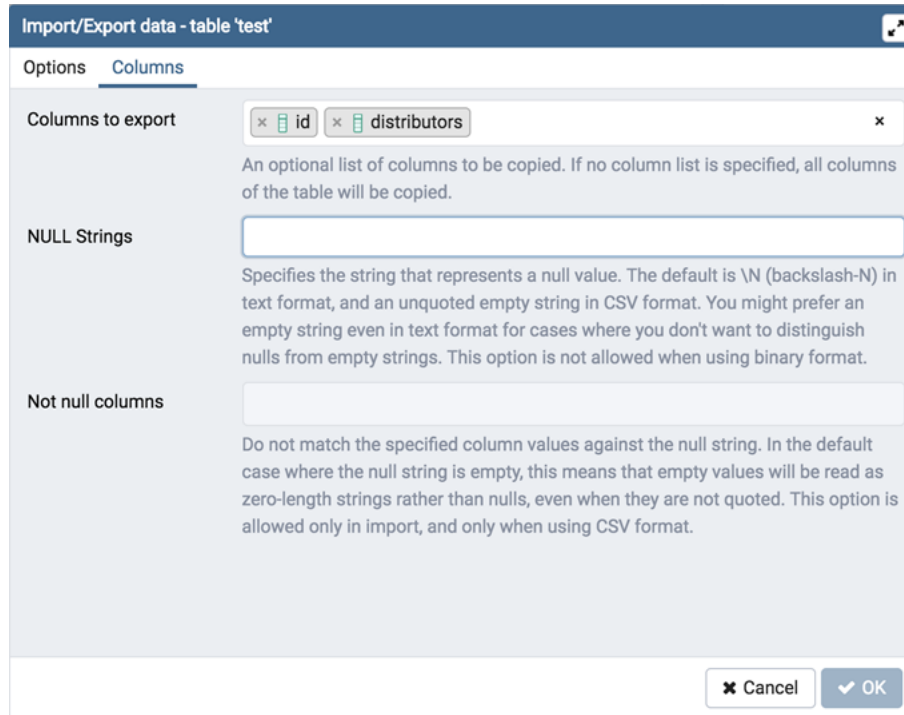 Import/Export data - table 'test'
Options Columns
Columns to export
× id × distributors ×
An optional list of columns to be copied. If no column list is specified, all columns
of the table will be copied.
NULL Strings
Specifies the string that represents a null value. The default is \N (backslash-N) in
text format, and an unquoted empty string in CSV format. You might prefer an
empty string even in text format for cases where you don't want to distinguish
nulls from empty strings. This option is not allowed when using binary format.
Not null columns
Do not match the specified column values against the null string. In the default
case where the null string is empty, this means that empty values will be read as
zero-length strings rather than nulls, even when they are not quoted. This option is
allowed only in import, and only when using CSV format.
Cancel OK